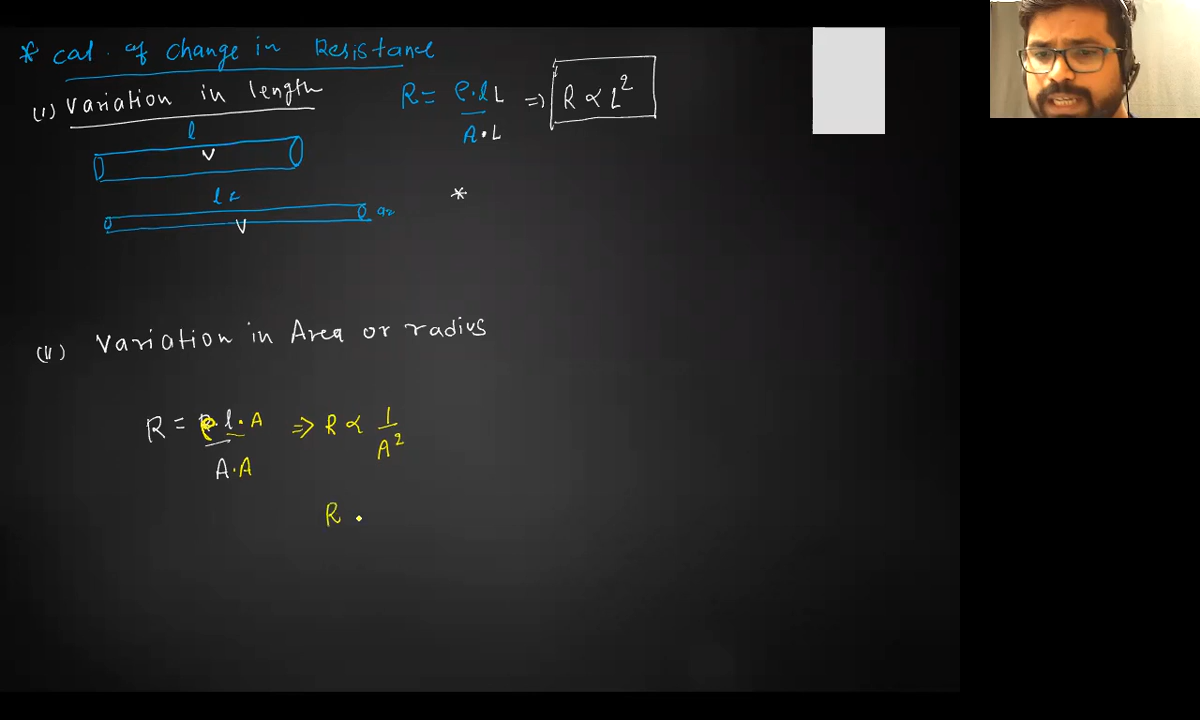 * cal. of change in Resistance
(i) Variation in length
R = ρ.l L / A.L => R ∝ L²
l
V
l
V
*
(ii) Variation in Area or radius
R = l.A / A.A => R ∝ 1/A²
R .